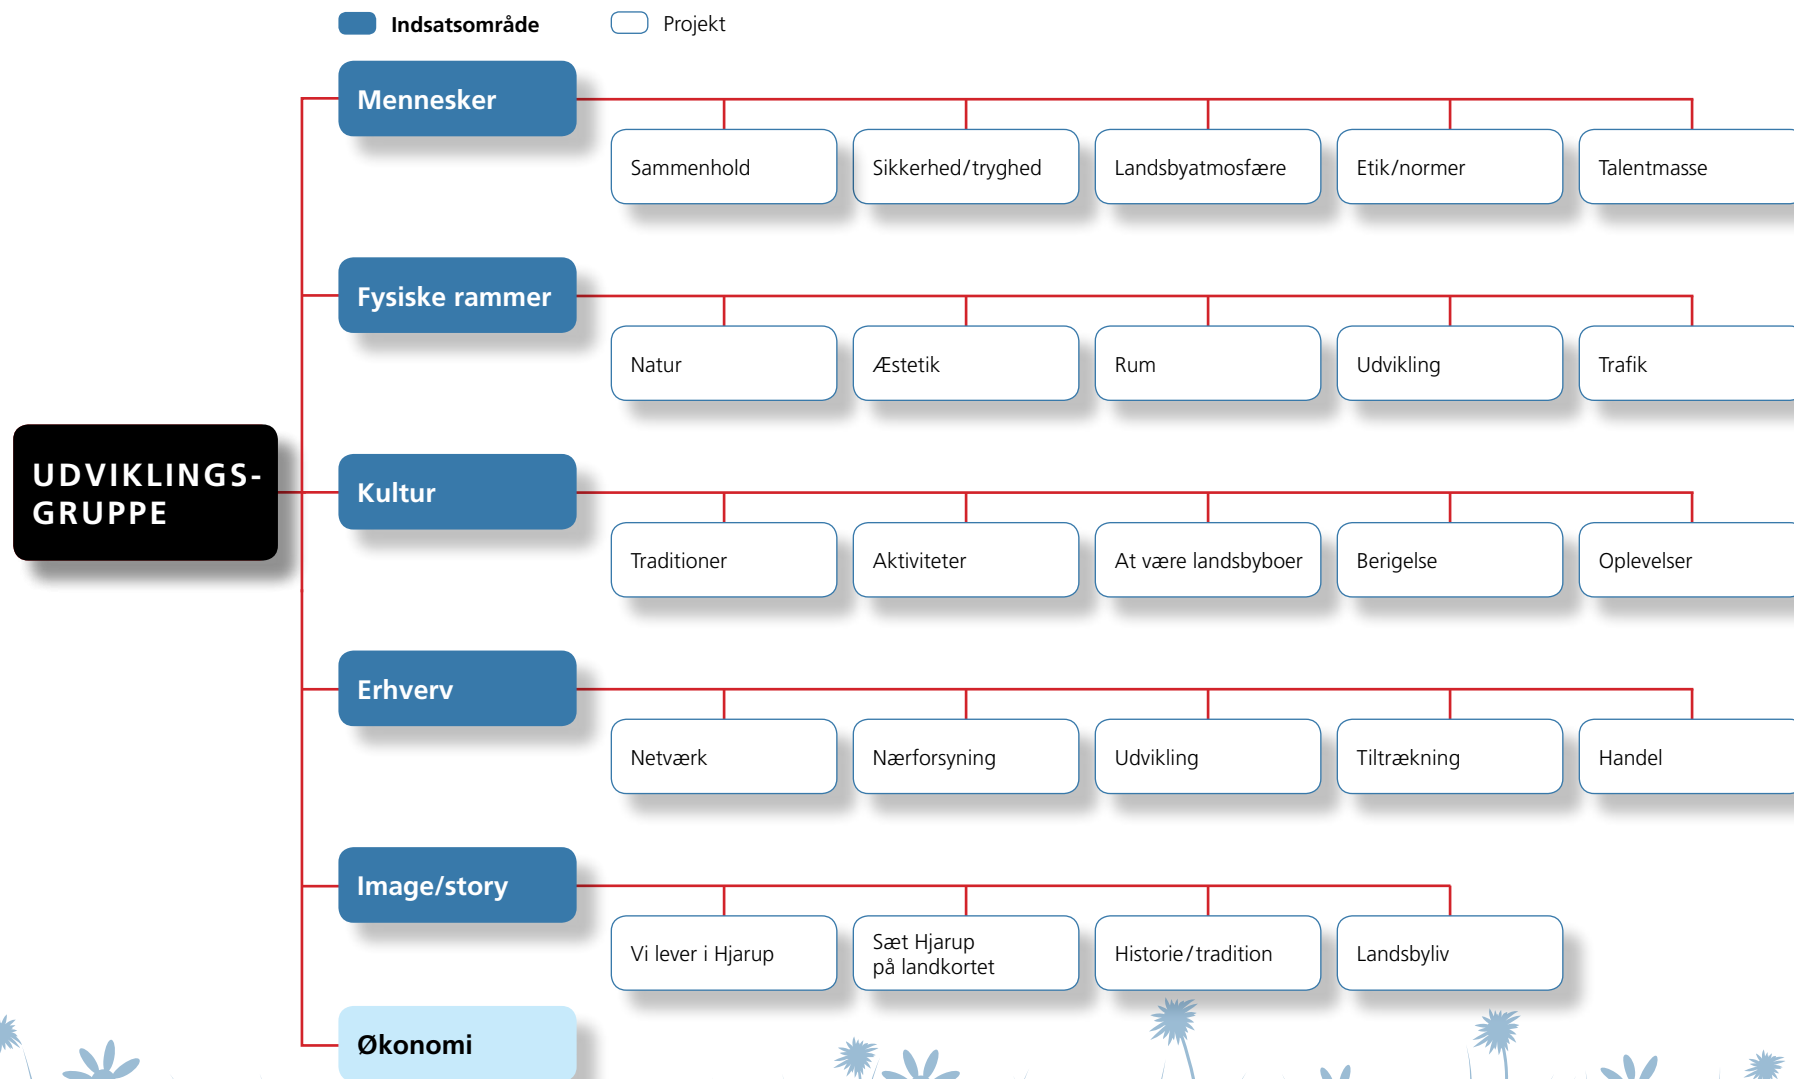 Indsatsområde
Projekt
Mennesker
Sammenhold
Sikkerhed/tryghed
Landsbyatmosfære
Etik/normer
Talentmasse
Fysiske rammer
Natur
Æstetik
Rum
Udvikling
Trafik
UDVIKLINGS-
GRUPPE
Kultur
Traditioner
Aktiviteter
At være landsbyboer
Berigelse
Oplevelser
Erhverv
Netværk
Nærforsyning
Udvikling
Tiltrækning
Handel
Image/story
Vi lever i Hjarup
Sæt Hjarup
på landkortet
Historie/tradition
Landsbyliv
Økonomi